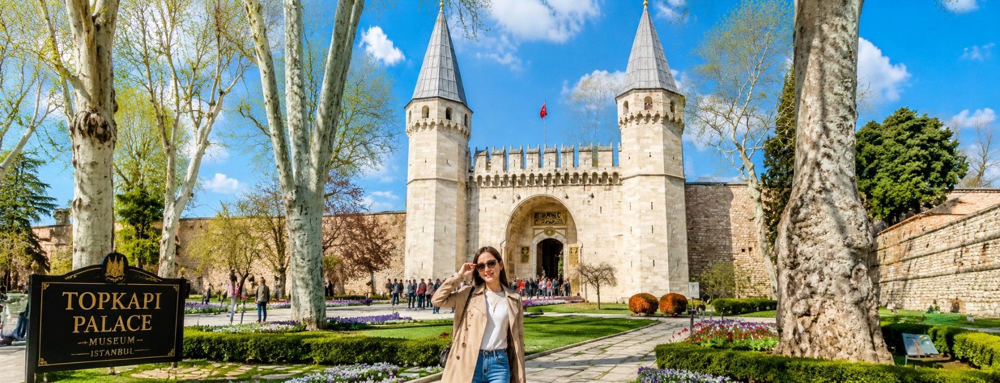 TOPKAPI
PALACE
MUSEUM
ISTANBUL